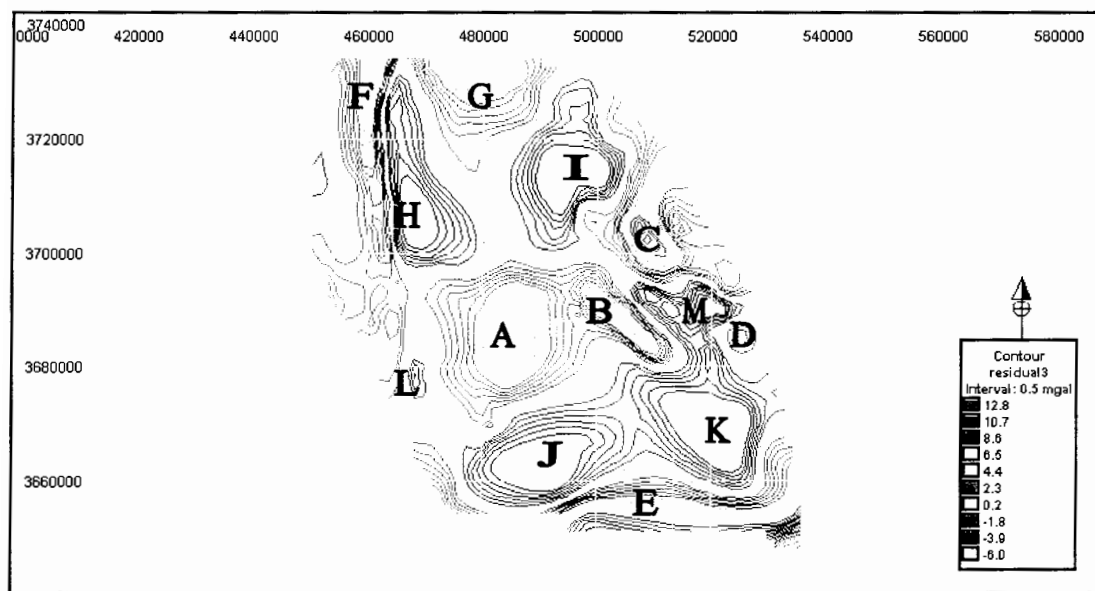 3740000
0000 420000 440000 460000 480000 500000 520000 540000 560000 580000
F G
3720000
I
H
C
3700000
B M
A D
3680000
L
K
J
3660000
E
Contour
residual3
Interval: 0.5 mgal
12.8
10.7
8.6
6.5
4.4
2.3
0.2
-1.8
-3.9
-6.0